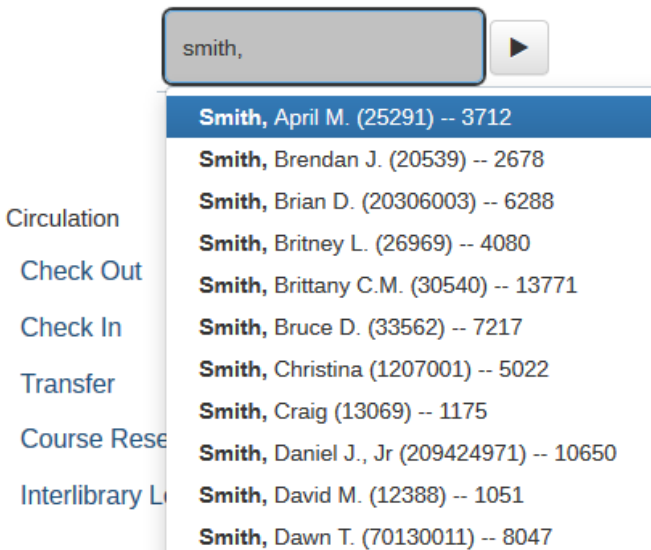 smith,
Smith, April M. (25291) -- 3712
Smith, Brendan J. (20539) -- 2678
Smith, Brian D. (20306003) -- 6288
Smith, Britney L. (26969) -- 4080
Smith, Brittany C.M. (30540) -- 13771
Smith, Bruce D. (33562) -- 7217
Smith, Christina (1207001) -- 5022
Smith, Craig (13069) -- 1175
Smith, Daniel J., Jr (209424971) -- 10650
Smith, David M. (12388) -- 1051
Smith, Dawn T. (70130011) -- 8047
Circulation
Check Out
Check In
Transfer
Course Rese
Interlibrary L